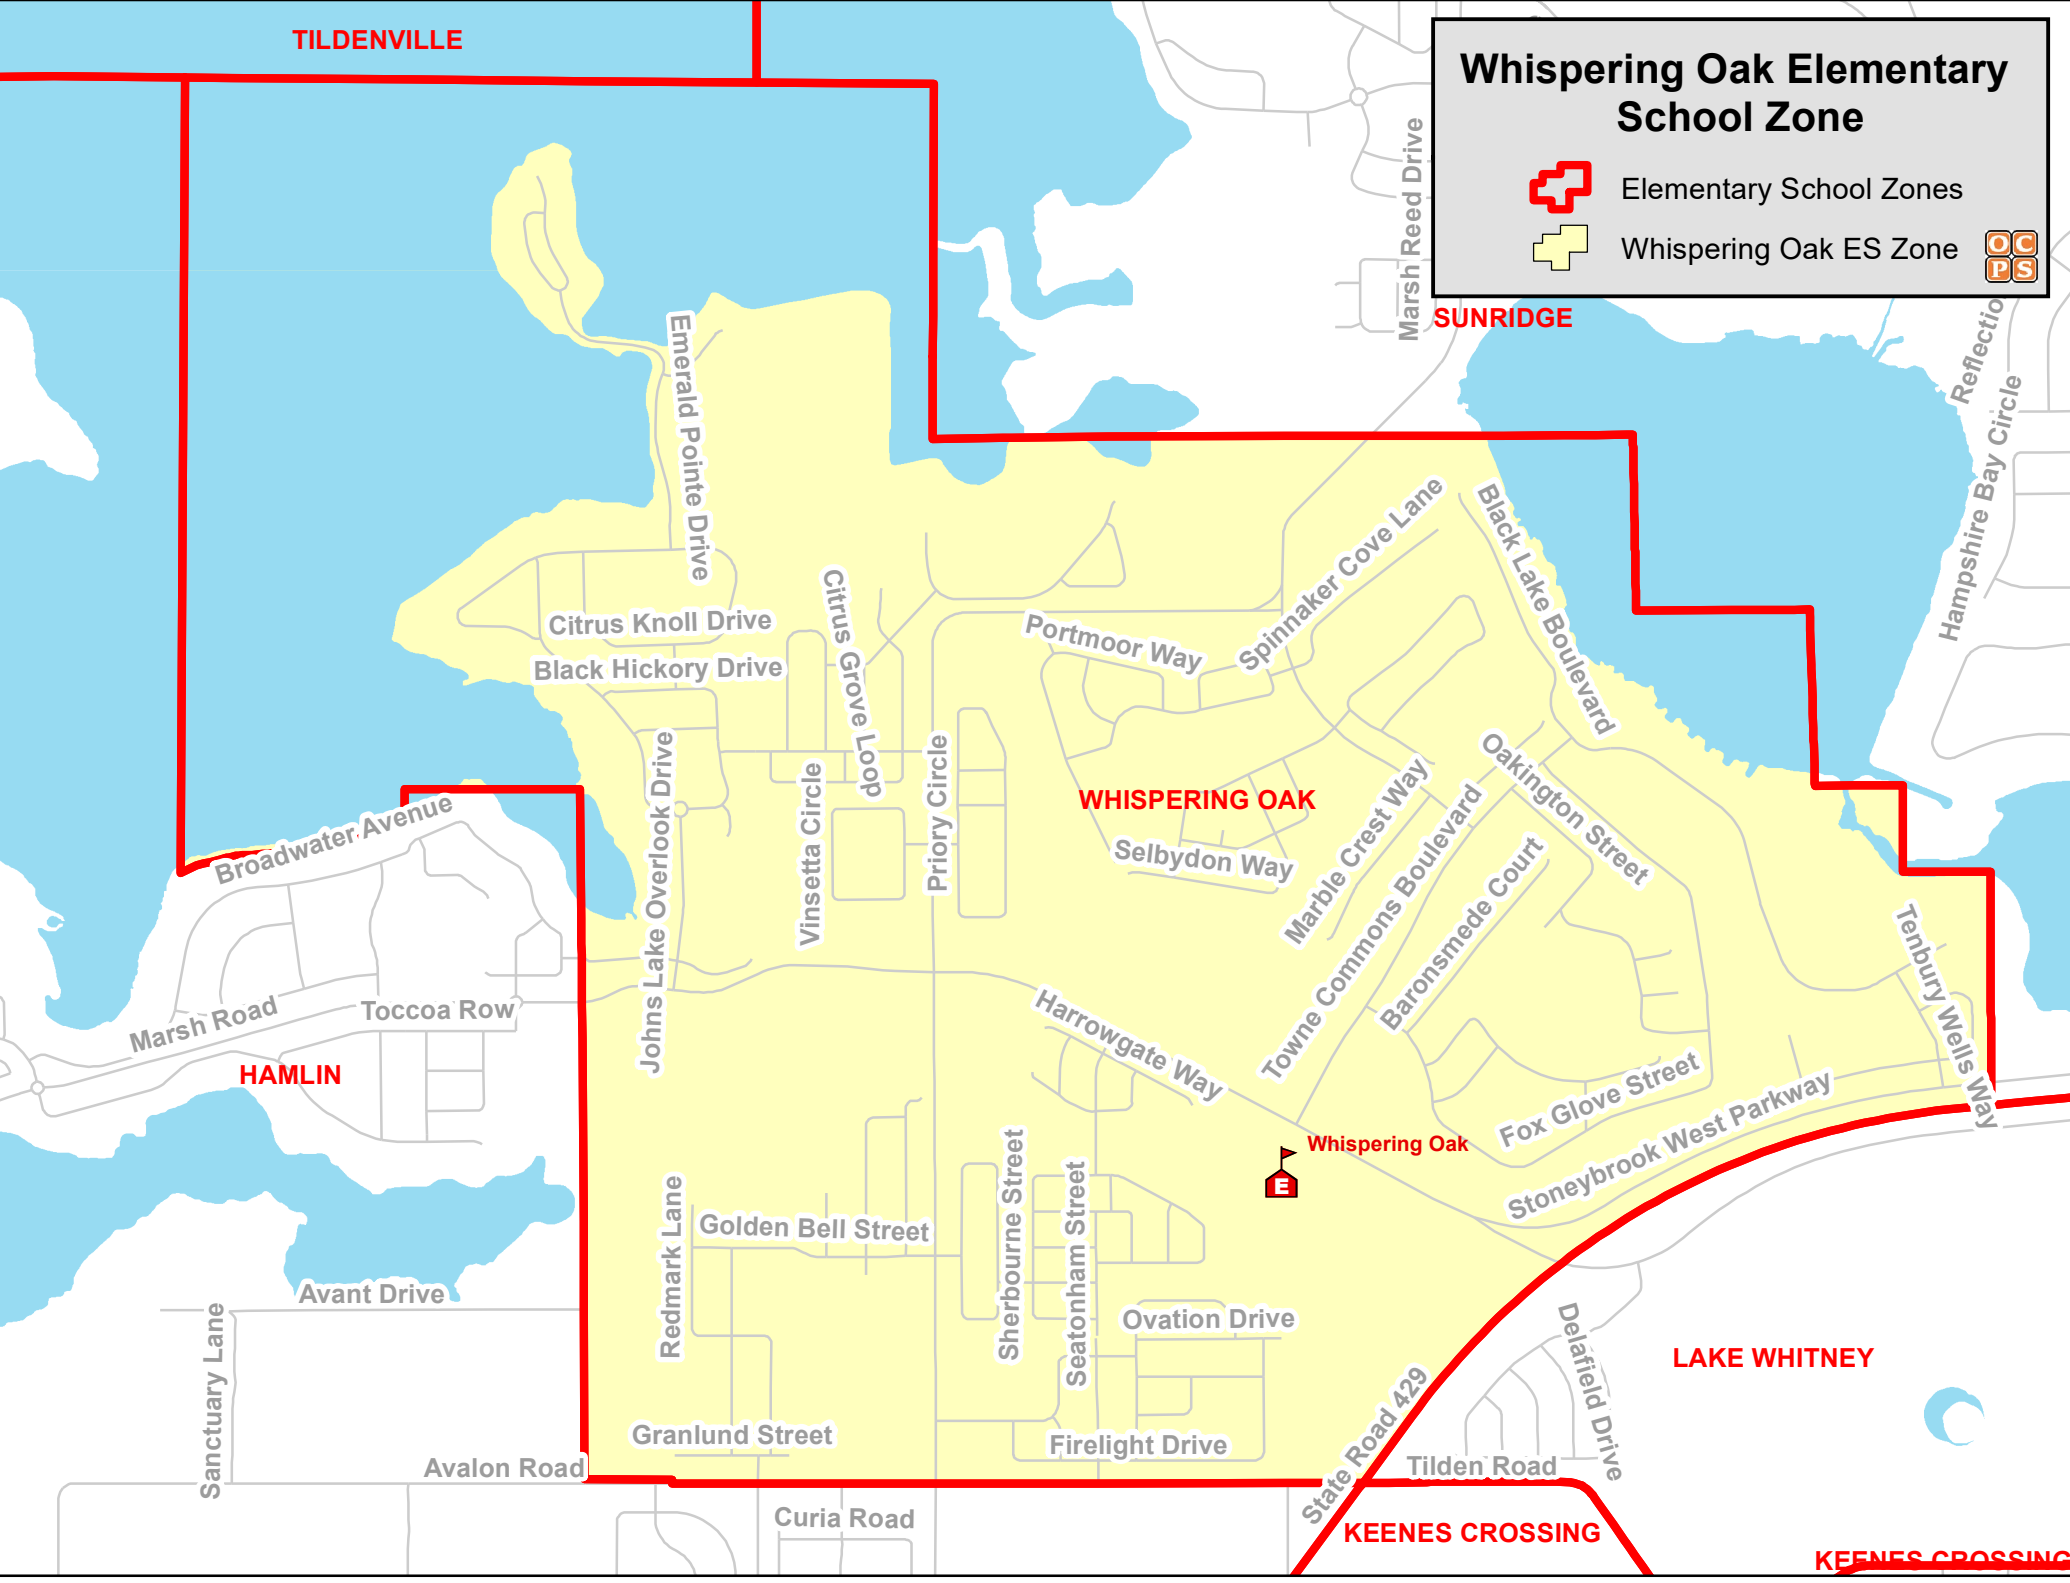 TILDENVILLE
Whispering Oak Elementary
School Zone
Elementary School Zones
Whispering Oak ES Zone
O C
P S
Marsh Reed Drive
SUNRIDGE
Hampshire Bay Circle
Emerald Pointe Drive
Spinnaker Cove Lane
Black Lake Boulevard
Citrus Knoll Drive
Citrus Grove Loop
Portmoor Way
Black Hickory Drive
Johns Lake Overlook Drive
Vinsetta Circle
Priory Circle
WHISPERING OAK
Marble Crest Way
Oakington Street
Broadwater Avenue
Selbydon Way
Towne Commons Boulevard
Baronsmede Court
Tenbury Wells Way
Marsh Road
Toccoa Row
Harrowgate Way
HAMLIN
Fox Glove Street
Stoneybrook West Parkway
Whispering Oak
E
Redmark Lane
Golden Bell Street
Sherbourne Street
Seatonham Street
Avant Drive
Sanctuary Lane
Ovation Drive
Delafield Drive
LAKE WHITNEY
State Road 429
Granlund Street
Firelight Drive
Avalon Road
Tilden Road
Curia Road
KEENES CROSSING
KEENES CROSSING